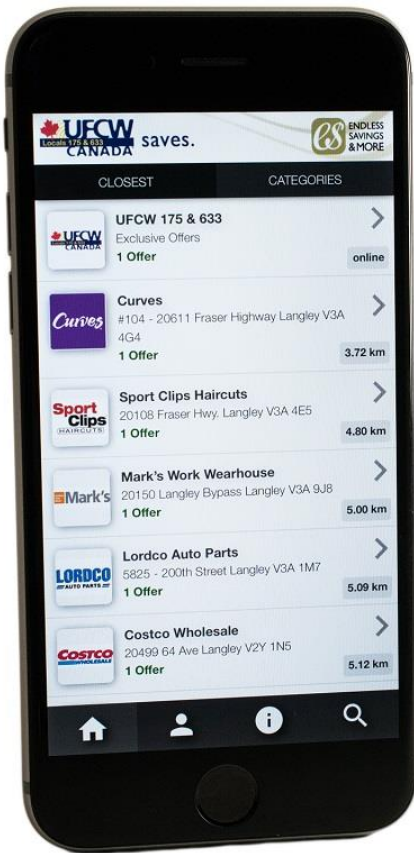 UFCW
Locals 175 & 633
CANADA
saves.
es
ENDLESS
SAVINGS
& MORE
CLOSEST
CATEGORIES
UFCW
CANADA
UFCW 175 & 633
Exclusive Offers
1 Offer
online
Curves
Curves
#104 - 20611 Fraser Highway Langley V3A
4G4
1 Offer
3.72 km
Sport
Clips
HAIRCUTS
Sport Clips Haircuts
20108 Fraser Hwy. Langley V3A 4E5
1 Offer
4.80 km
Mark's
Mark's Work Wearhouse
20150 Langley Bypass Langley V3A 9J8
1 Offer
5.00 km
LORDCO
AUTO PARTS
Lordco Auto Parts
5825 - 200th Street Langley V3A 1M7
1 Offer
5.09 km
COSTCO
WHOLESALE
Costco Wholesale
20499 64 Ave Langley V2Y 1N5
1 Offer
5.12 km